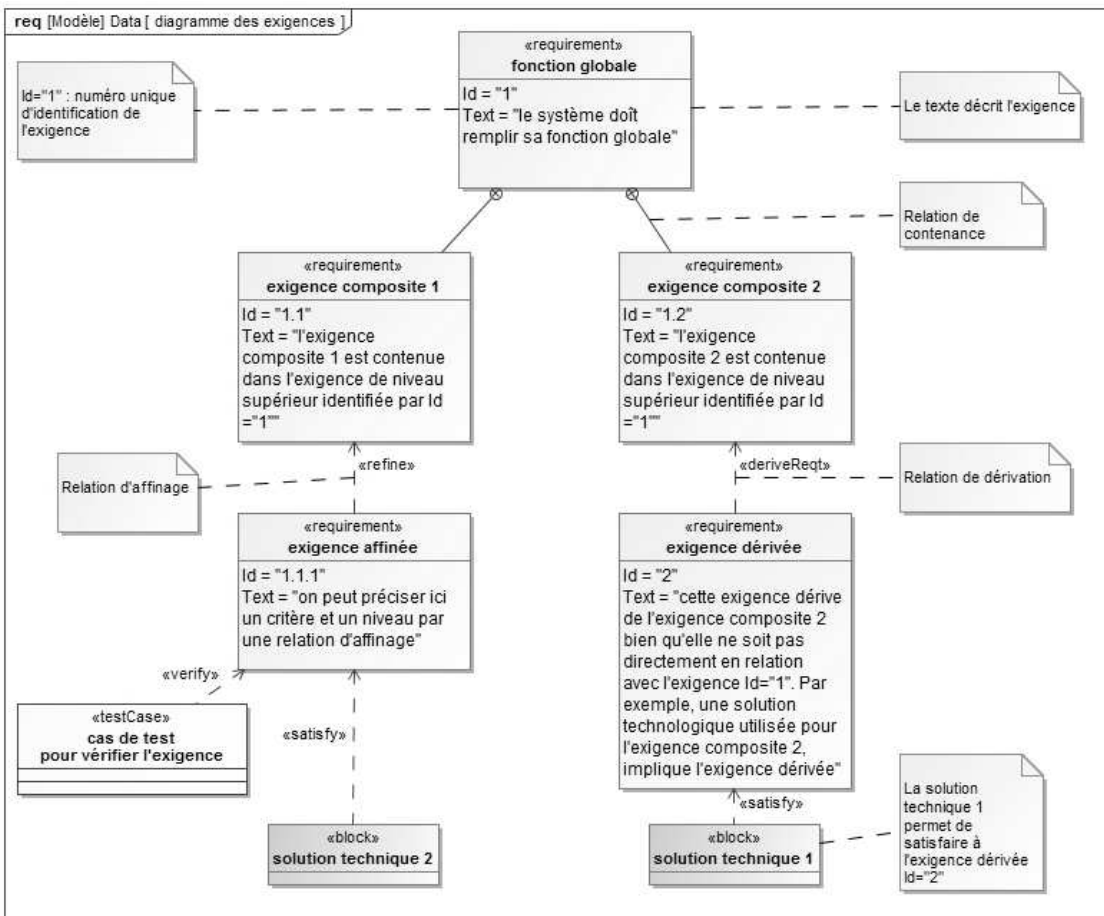 req [Modèle] Data [ diagramme des exigences ]
«requirement»
fonction globale
Id = "1"
Text = "le système doît
remplir sa fonction globale"
Id="1" : numéro unique
d'identification de
l'exigence
Le texte décrit l'exigence
Relation de
contenance
«requirement»
exigence composite 1
Id = "1.1"
Text = "l'exigence
composite 1 est contenue
dans l'exigence de niveau
supérieur identifiée par Id
="1""
«requirement»
exigence composite 2
Id = "1.2"
Text = "l'exigence
composite 2 est contenue
dans l'exigence de niveau
supérieur identifiée par Id
="1""
«refine»
Relation d'affinage
«deriveReqt»
Relation de dérivation
«requirement»
exigence affinée
Id = "1.1.1"
Text = "on peut préciser ici
un critère et un niveau par
une relation d'affinage"
«requirement»
exigence dérivée
Id = "2"
Text = "cette exigence dérive
de l'exigence composite 2
bien qu'elle ne soit pas
directement en relation
avec l'exigence Id="1". Par
exemple, une solution
technologique utilisée pour
l'exigence composite 2,
implique l'exigence dérivée"
«verify»
«testCase»
cas de test
pour vérifier l'exigence
«satisfy»
«block»
solution technique 2
«satisfy»
«block»
solution technique 1
La solution
technique 1
permet de
satisfaire à
l'exigence dérivée
Id="2"